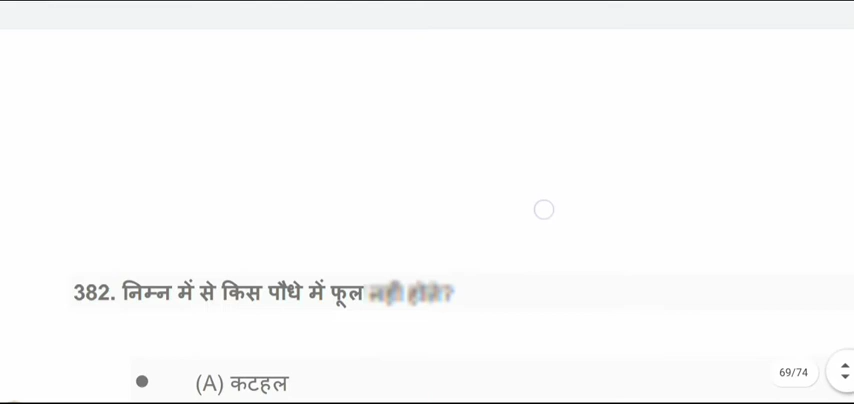 382. निम्न में से किस पौधे में फूल
(A) कटहल
69/74